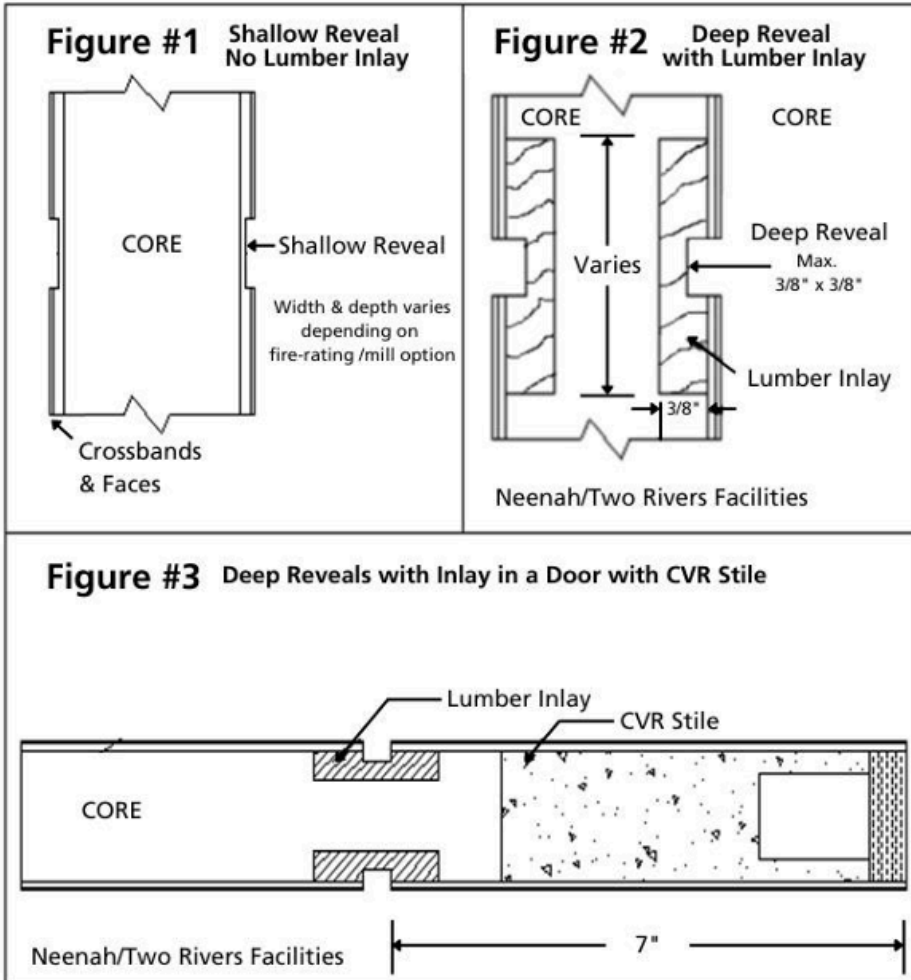 Figure #1
Shallow Reveal
No Lumber Inlay
CORE
Shallow Reveal
Width & depth varies
depending on
fire-rating /mill option
Crossbands
& Faces
Figure #2
Deep Reveal
with Lumber Inlay
CORE
CORE
Varies
Deep Reveal
Max.
3/8" x 3/8"
Lumber Inlay
3/8"
Neenah/Two Rivers Facilities
Figure #3 Deep Reveals with Inlay in a Door with CVR Stile
Lumber Inlay
CVR Stile
CORE
7"
Neenah/Two Rivers Facilities